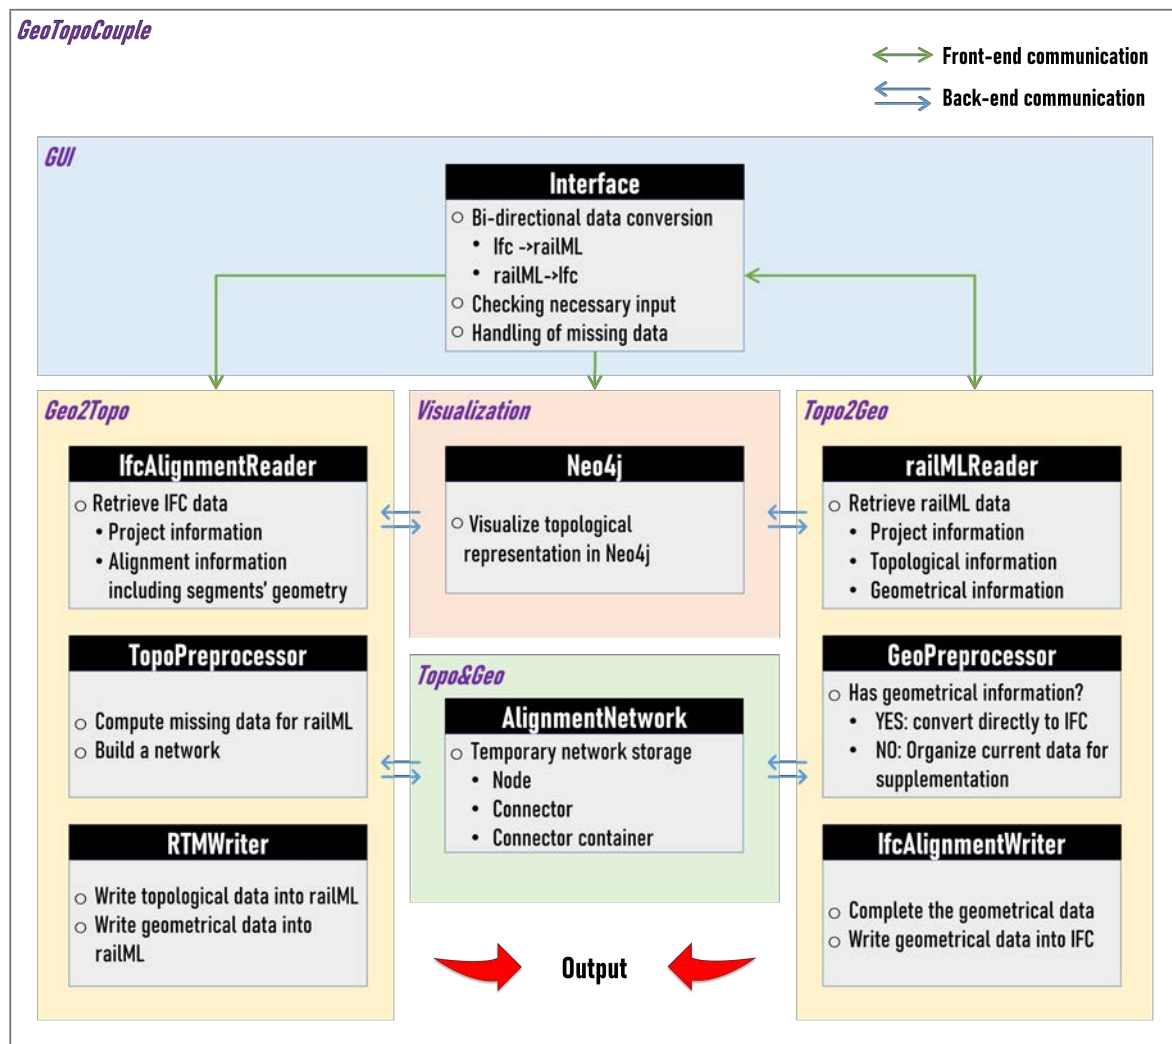 GeoTopoCouple
Front-end communication
Back-end communication
GUI
Interface
○ Bi-directional data conversion
• Ifc ->railML
• railML->Ifc
○ Checking necessary input
○ Handling of missing data
Geo2Topo
IfcAlignmentReader
○ Retrieve IFC data
• Project information
• Alignment information
including segments' geometry
TopoPreprocessor
○ Compute missing data for railML
○ Build a network
RTMWriter
○ Write topological data into railML
○ Write geometrical data into
railML
Visualization
Neo4j
○ Visualize topological
representation in Neo4j
Topo&Geo
AlignmentNetwork
○ Temporary network storage
• Node
• Connector
• Connector container
Output
Topo2Geo
railMLReader
○ Retrieve railML data
• Project information
• Topological information
• Geometrical information
GeoPreprocessor
○ Has geometrical information?
• YES: convert directly to IFC
• NO: Organize current data for
supplementation
IfcAlignmentWriter
○ Complete the geometrical data
○ Write geometrical data into IFC